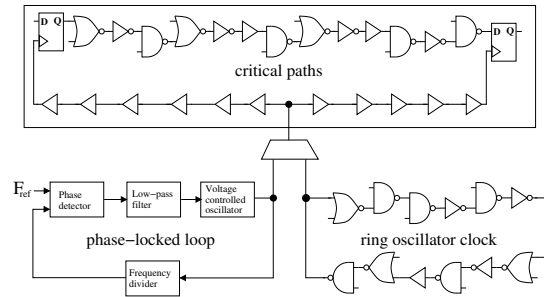 D Q
D Q
critical paths
F_ref
Phase
detector
Low-pass
filter
Voltage
controlled
oscillator
phase-locked loop
ring oscillator clock
Frequency
divider